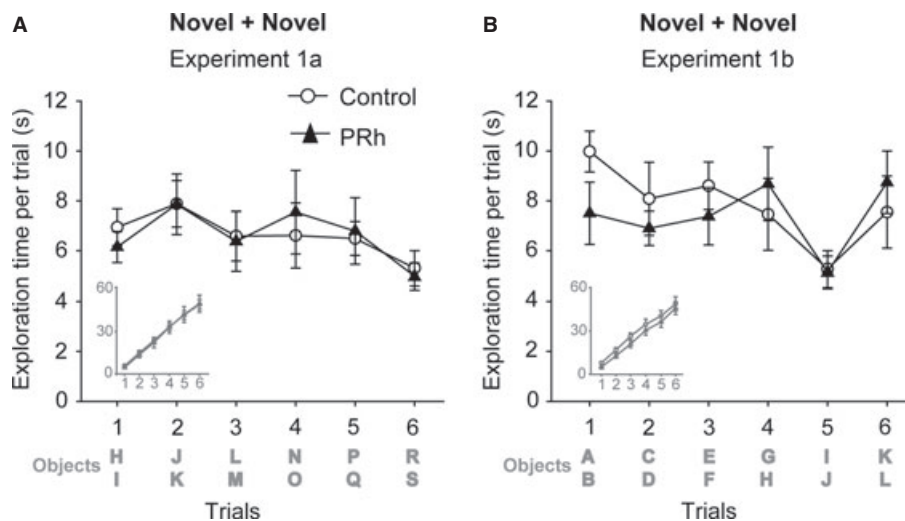 A
Novel + Novel
Experiment 1a
Control
PRh
Exploration time per trial (s)
12
10
8
6
4
2
0
60
30
0
1 2 3 4 5 6
1 2 3 4 5 6
Objects
H J L N P R
I K M O Q S
Trials
B
Novel + Novel
Experiment 1b
Exploration time per trial (s)
12
10
8
6
4
2
0
60
30
0
1 2 3 4 5 6
1 2 3 4 5 6
Objects
A C E G I K
B D F H J L
Trials